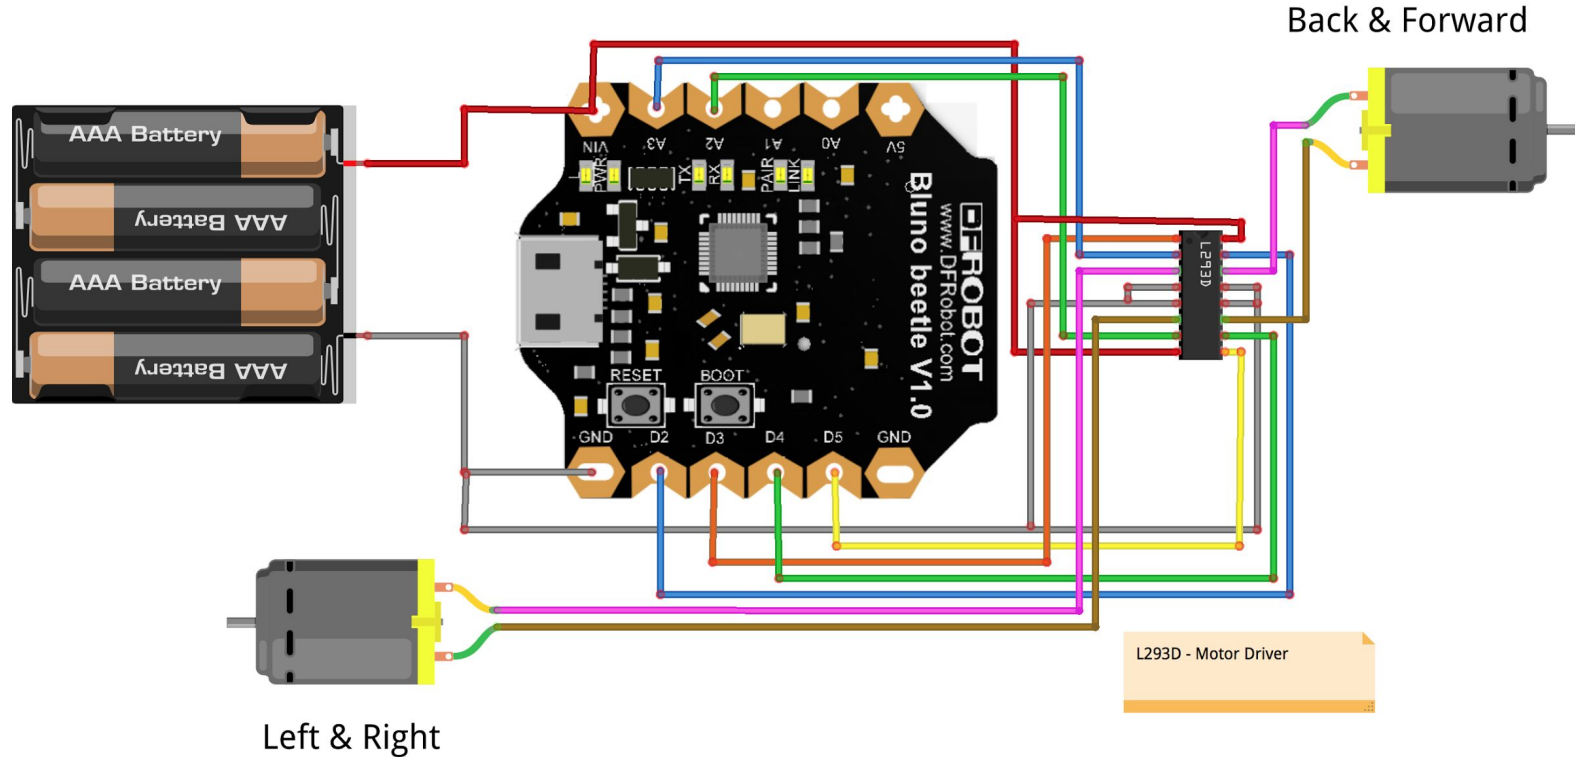 Back & Forward
AAA Battery
AAA Battery
AAA Battery
AAA Battery
VIN
A3
A2
A1
A0
5V
PWR
TX
RX
PAIR
LINK
L
Bluno beetle V1.0
www.DFRobot.com
DFROBOT
L293D
RESET
BOOT
GND
D2
D3
D4
D5
GND
L293D - Motor Driver
Left & Right